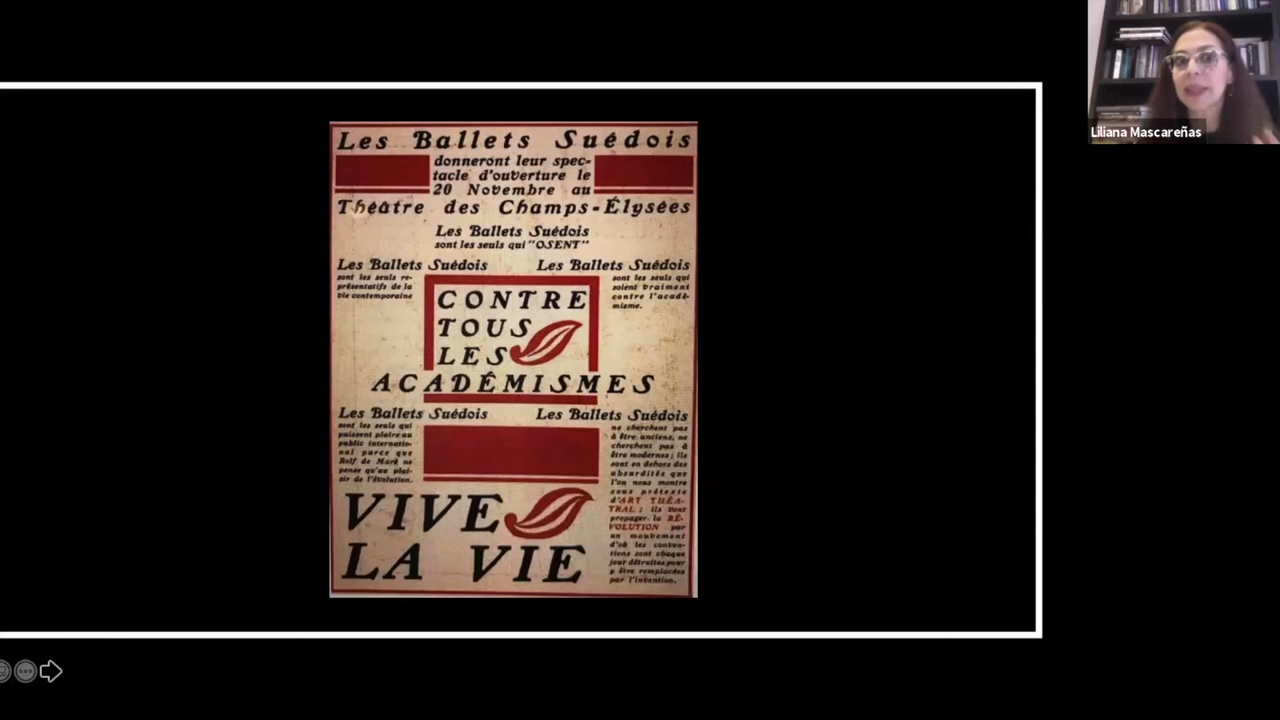 Les Ballets Suédois
donneront leur spec-
tacle d'ouverture le
20 Novembre au
Théâtre des Champs-Élysées
Les Ballets Suédois
sont les seuls qui "OSENT"
Les Ballets Suédois
sont les seuls re-
présentatifs de la
vie contemporaine
Les Ballets Suédois
sont les seuls qui
soient vraiment
contre l'acadé-
misme.
CONTRE
TOUS
LES
ACADÉMISMES
Les Ballets Suédois
sont les seuls qui
puissent plaire au
public internatio-
nal parce que
Rolf de Maré ne
pense qu'au plai-
sir de l'évolution.
Les Ballets Suédois
ne cherchent pas
à être anciens, ne
cherchent pas à
être modernes ; ils
sont en dehors des
absurdités que
l'on nous montre
sous prétexte
d'ART THÉA-
TRAL ; ils vont
propager la RÉ-
VOLUTION par
un mouvement
d'où les conven-
tions sont chaque
jour détruites pour
y être remplacées
par l'invention.
VIVE
LA VIE
Liliana Mascareñas